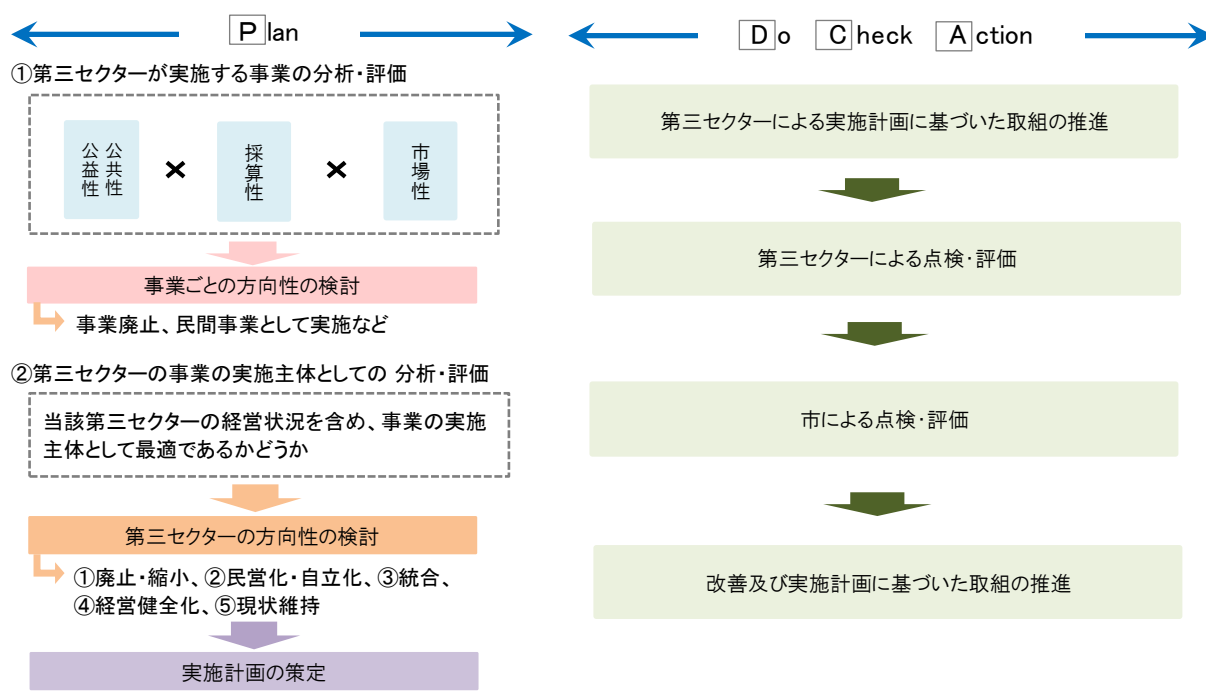 Plan
①第三セクターが実施する事業の分析・評価
公共性
公益性
×
採算性
×
市場性
事業ごとの方向性の検討
事業廃止、民間事業として実施など
②第三セクターの事業の実施主体としての 分析・評価
当該第三セクターの経営状況を含め、事業の実施
主体として最適であるかどうか
第三セクターの方向性の検討
①廃止・縮小、②民営化・自立化、③統合、
④経営健全化、⑤現状維持
実施計画の策定
Do Check Action
第三セクターによる実施計画に基づいた取組の推進
第三セクターによる点検・評価
市による点検・評価
改善及び実施計画に基づいた取組の推進